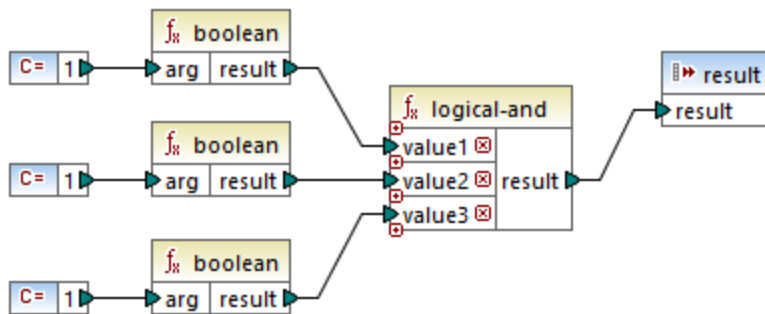 boolean
C= 1 arg result
result
result
boolean
fx logical-and
value1
C= 1 arg result value2 result
value3
boolean
C= 1 arg result